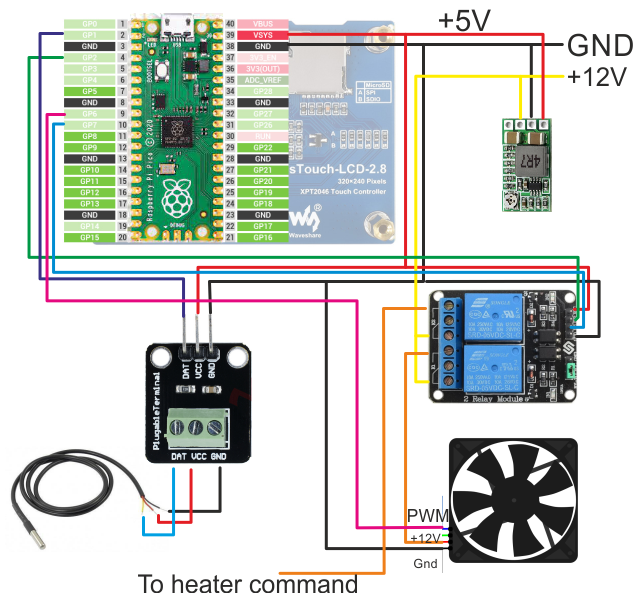 +5V
GND
+12V
GP0 1 40 VBUS
GP1 2 39 VSYS
GND 3 38 GND
GP2 4 37 3V3_EN
GP3 5 36 3V3(OUT)
GP4 6 35 ADC_VREF
GP5 7 34 GP28
GND 8 33 GND
GP6 9 32 GP27
GP7 10 31 GP26
GP8 11 30 RUN
GP9 12 29 GP22
GND 13 28 GND
GP10 14 27 GP21
GP11 15 26 GP20
GP12 16 25 GP19
GP13 17 24 GP18
GND 18 23 GND
GP14 19 22 GP17
GP15 20 21 GP16
LED
USB
BOOTSEL
Raspberry Pi Pico © 2020
DEBUG
MicroSD
A SPI
B SDIO
A
B
sTouch-LCD-2.8
320×240 Pixels
XPT2046 Touch Controller
Waveshare
4R7
DAT VCC GND
PlugableTerminal
DAT VCC GND
2 Relay Module
PWM
+12V
Gnd
To heater command